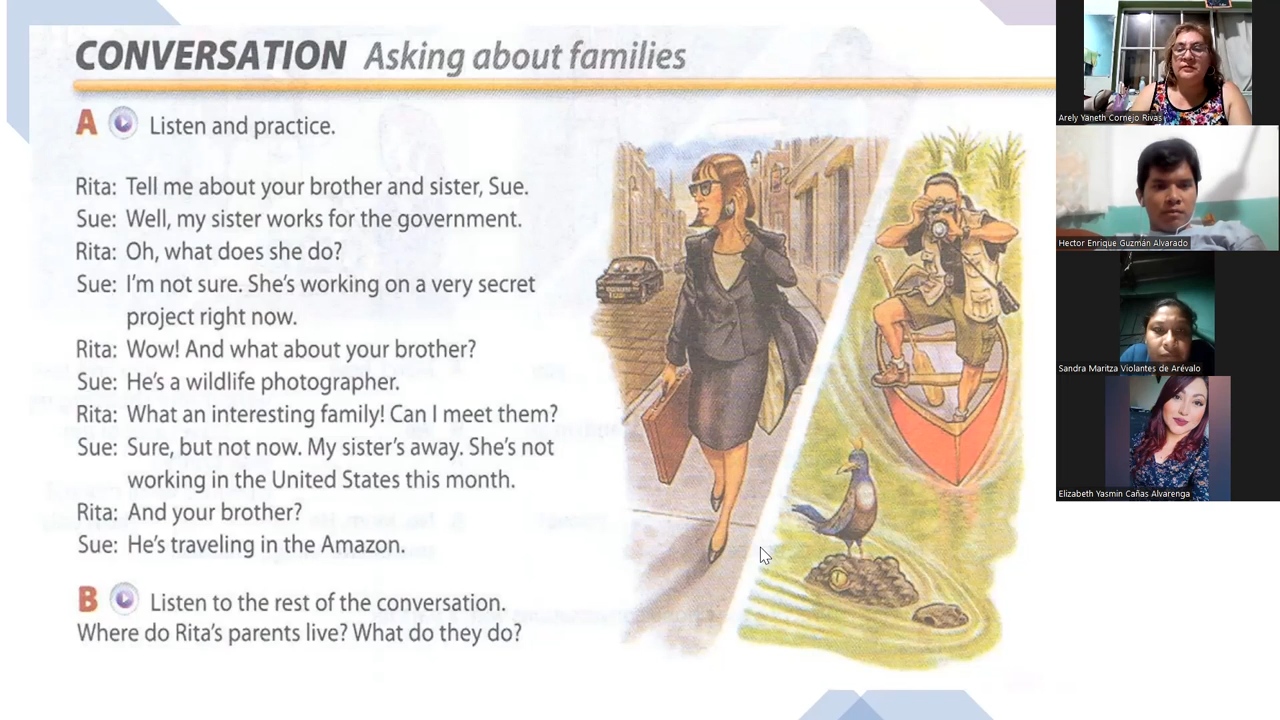 CONVERSATION Asking about families
A Listen and practice.
Rita: Tell me about your brother and sister, Sue.
Sue: Well, my sister works for the government.
Rita: Oh, what does she do?
Sue: I'm not sure. She's working on a very secret
project right now.
Rita: Wow! And what about your brother?
Sue: He's a wildlife photographer.
Rita: What an interesting family! Can I meet them?
Sue: Sure, but not now. My sister's away. She's not
working in the United States this month.
Rita: And your brother?
Sue: He's traveling in the Amazon.
B Listen to the rest of the conversation.
Where do Rita's parents live? What do they do?
Arely Yaneth Cornejo Rivas
Hector Enrique Guzmán Alvarado
Sandra Maritza Violantes de Arévalo
Elizabeth Yasmin Cañas Alvarenga